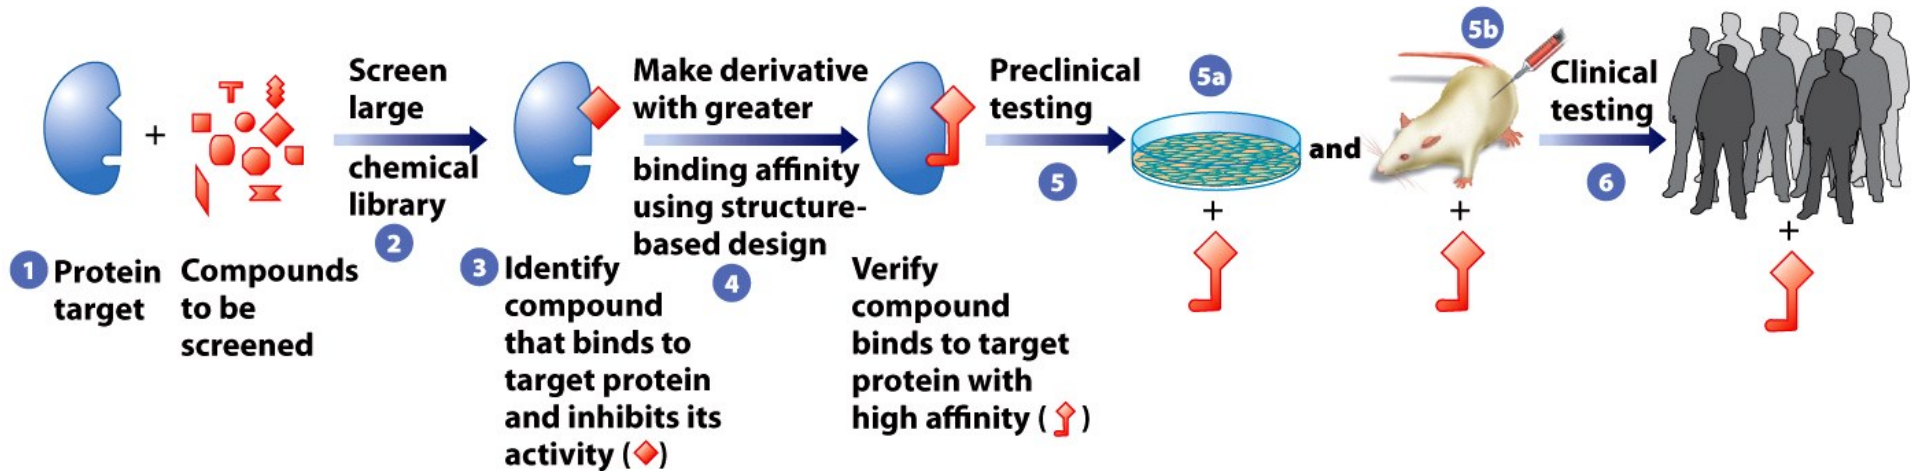 1 Protein
target
Compounds
to be
screened
+
Screen
large
chemical
library
2
3 Identify
compound
that binds to
target protein
and inhibits its
activity ( )
Make derivative
with greater
binding affinity
using structure-
based design
4
Verify
compound
binds to target
protein with
high affinity ( )
Preclinical
testing
5
5a
+
and
5b
+
Clinical
testing
6
+